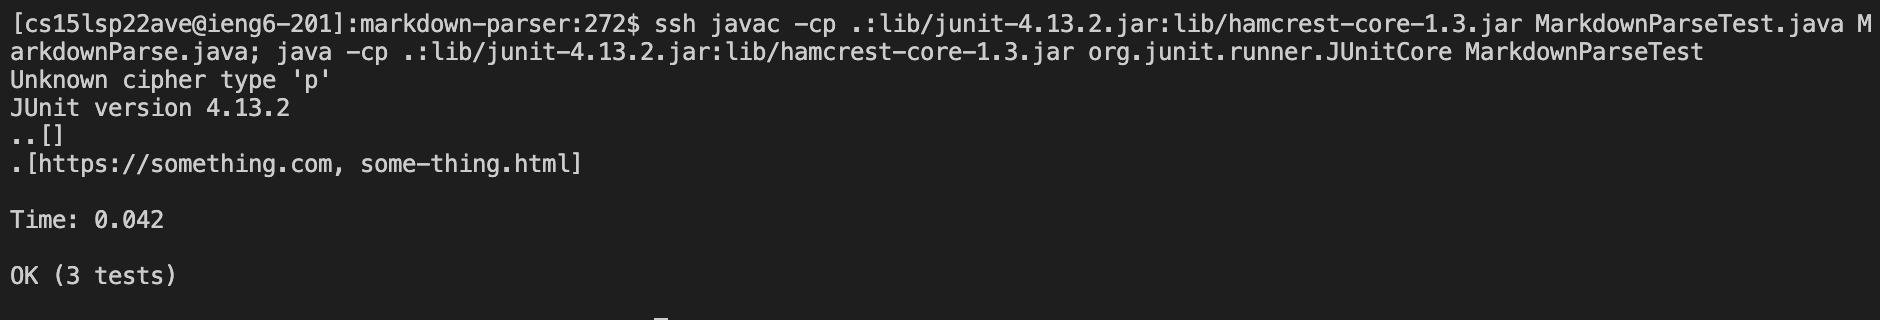 [cs15lsp22ave@ieng6-201]:markdown-parser:272$ ssh javac -cp .:lib/junit-4.13.2.jar:lib/hamcrest-core-1.3.jar MarkdownParseTest.java M
arkdownParse.java; java -cp .:lib/junit-4.13.2.jar:lib/hamcrest-core-1.3.jar org.junit.runner.JUnitCore MarkdownParseTest
Unknown cipher type 'p'
JUnit version 4.13.2
..[]
.[https://something.com, some-thing.html]
Time: 0.042
OK (3 tests)